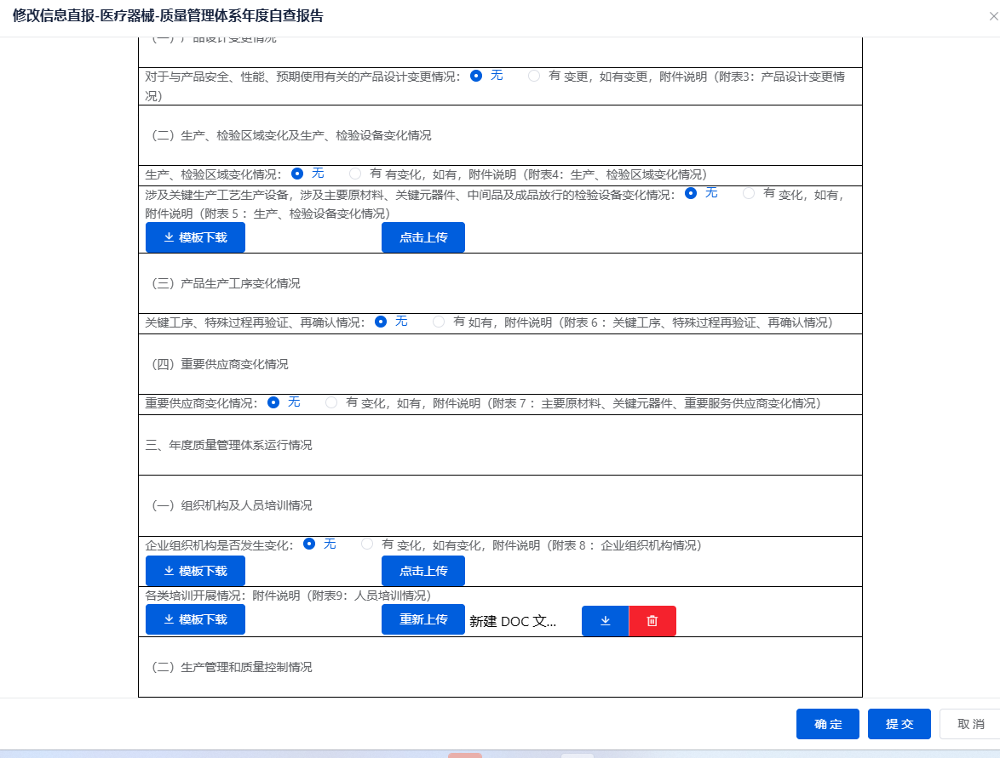 修改信息直报-医疗器械-质量管理体系年度自查报告
（一）产品设计变更情况
对于与产品安全、性能、预期使用有关的产品设计变更情况： 无 有 变更，如有变更，附件说明（附表3：产品设计变更情
况）
（二）生产、检验区域变化及生产、检验设备变化情况
生产、检验区域变化情况： 无 有 有变化，如有，附件说明（附表4：生产、检验区域变化情况）
涉及关键生产工艺生产设备，涉及主要原材料、关键元器件、中间品及成品放行的检验设备变化情况： 无 有 变化，如有，
附件说明（附表 5 ：生产、检验设备变化情况）
模板下载 点击上传
（三）产品生产工序变化情况
关键工序、特殊过程再验证、再确认情况： 无 有 如有，附件说明（附表 6 ：关键工序、特殊过程再验证、再确认情况）
（四）重要供应商变化情况
重要供应商变化情况： 无 有 变化，如有，附件说明（附表 7 ：主要原材料、关键元器件、重要服务供应商变化情况）
三、年度质量管理体系运行情况
（一）组织机构及人员培训情况
企业组织机构是否发生变化： 无 有 变化，如有变化，附件说明（附表 8 ：企业组织机构情况）
模板下载 点击上传
各类培训开展情况：附件说明（附表9：人员培训情况）
模板下载 重新上传 新建 DOC 文...
（二）生产管理和质量控制情况
确 定 提 交 取 消